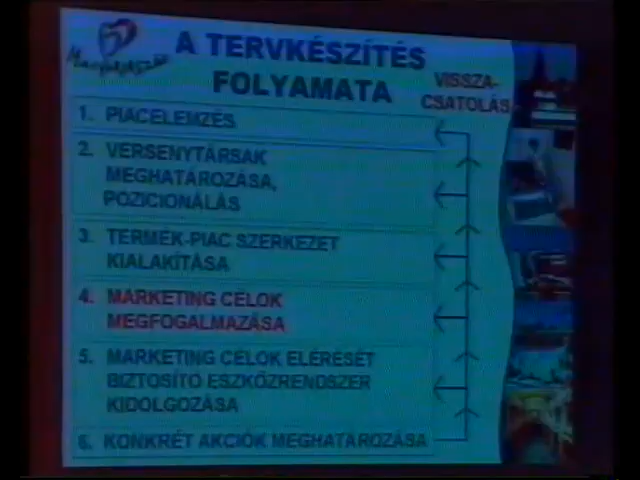 A TERVKÉSZÍTÉS
FOLYAMATA
VISSZA-
CSATOLÁS
1. PIACELEMZÉS
2. VERSENYTÁRSAK
MEGHATÁROZÁSA,
POZICIONÁLÁS
3. TERMÉK-PIAC SZERKEZET
KIALAKÍTÁSA
4. MARKETING CÉLOK
MEGFOGALMAZÁSA
5. MARKETING CÉLOK ELÉRÉSÉT
BIZTOSÍTÓ ESZKÖZRENDSZER
KIDOLGOZÁSA
6. KONKRÉT AKCIÓK MEGHATÁROZÁSA